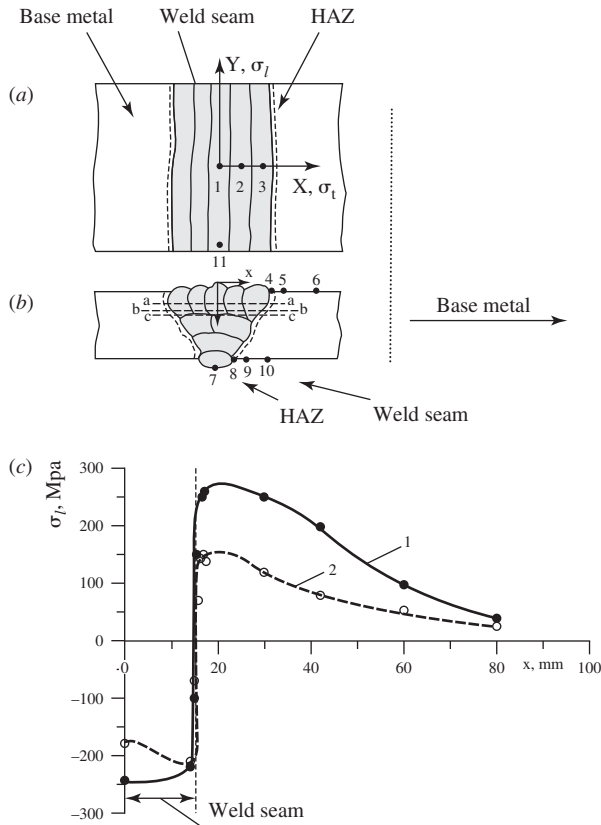 Base metal
Weld seam
HAZ
(a)
Y, σl
1
2
3
X, σt
11
(b)
x
4
5
6
a
a
b
b
c
c
7
8
9
10
Base metal
HAZ
Weld seam
(c)
σl, Mpa
300
200
100
0
−100
−200
−300
1
2
-0
20
40
60
80
100
x, mm
Weld seam